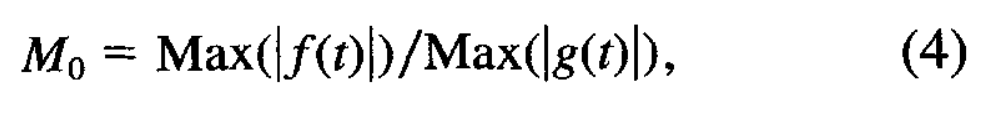 M₀ = Max(|f(t)|)/Max(|g(t)|), (4)